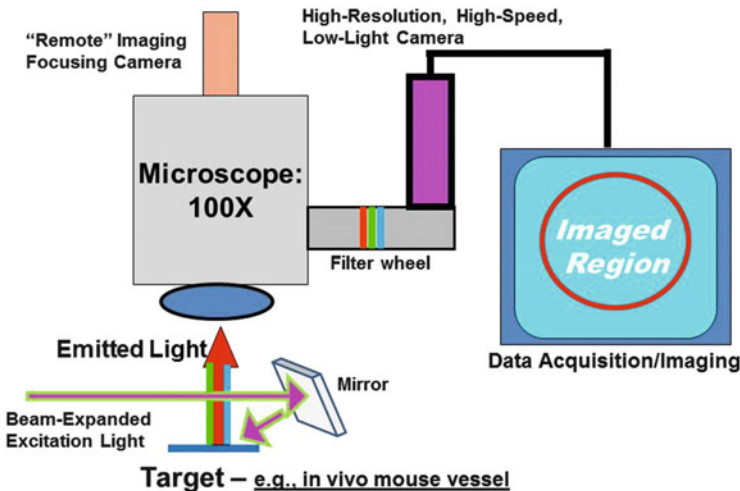 “Remote” Imaging
Focusing Camera
High-Resolution, High-Speed,
Low-Light Camera
Microscope:
100X
Filter wheel
Imaged
Region
Data Acquisition/Imaging
Emitted Light
Mirror
Beam-Expanded
Excitation Light
Target – e.g., in vivo mouse vessel